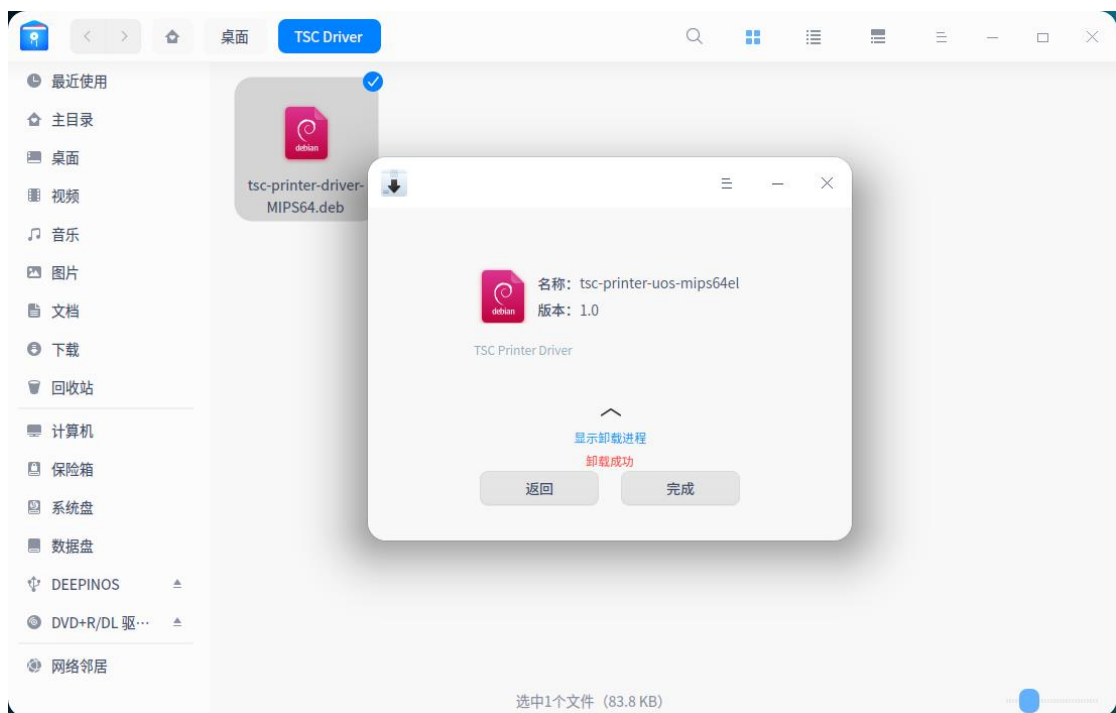 桌面
TSC Driver
最近使用
主目录
桌面
视频
音乐
图片
文档
下载
回收站
计算机
保险箱
系统盘
数据盘
DEEPINOS
DVD+R/DL 驱…
网络邻居
debian
tsc-printer-driver-
MIPS64.deb
debian
名称：tsc-printer-uos-mips64el
版本：1.0
TSC Printer Driver
显示卸载进程
卸载成功
返回
完成
选中1个文件（83.8 KB）